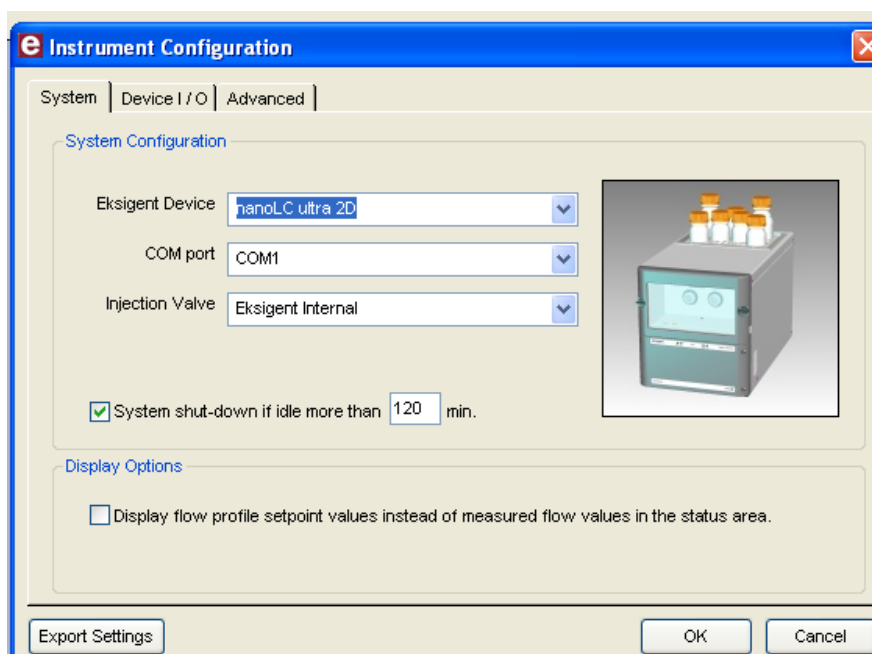 e Instrument Configuration
System Device I / O Advanced
System Configuration
Eksigent Device nanoLC ultra 2D
COM port COM1
Injection Valve Eksigent Internal
System shut-down if idle more than 120 min.
Display Options
Display flow profile setpoint values instead of measured flow values in the status area.
Export Settings OK Cancel